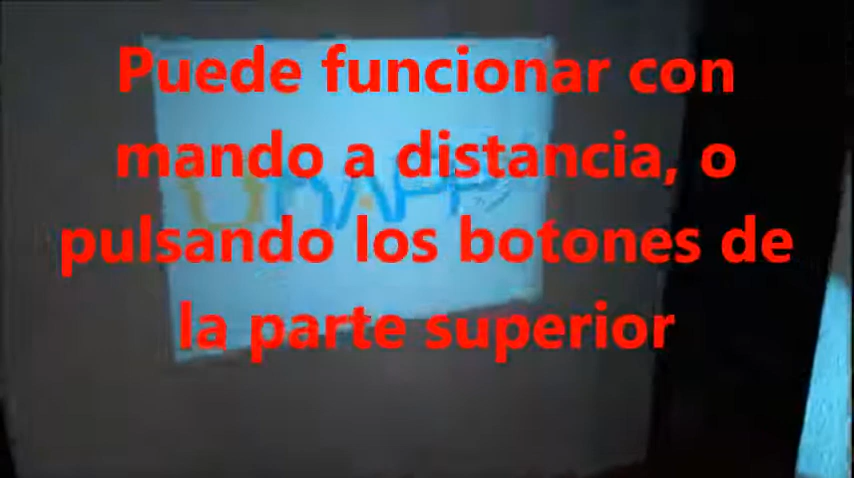 Puede funcionar con
mando a distancia, o
pulsando los botones de
la parte superior